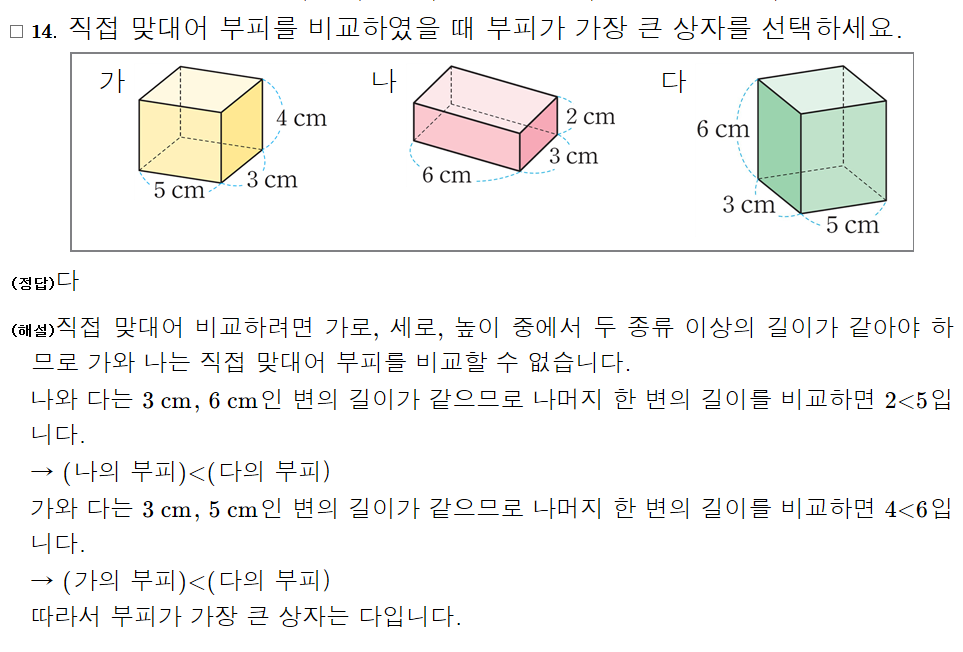 □ 14. 직접 맞대어 부피를 비교하였을 때 부피가 가장 큰 상자를 선택하세요.
가 나 다
4 cm
3 cm
5 cm
2 cm
3 cm
6 cm
6 cm
3 cm
5 cm
(정답)다
(해설)직접 맞대어 비교하려면 가로, 세로, 높이 중에서 두 종류 이상의 길이가 같아야 하
므로 가와 나는 직접 맞대어 부피를 비교할 수 없습니다.
나와 다는 3 cm, 6 cm인 변의 길이가 같으므로 나머지 한 변의 길이를 비교하면 2<5입
니다.
→ (나의 부피)<(다의 부피)
가와 다는 3 cm, 5 cm인 변의 길이가 같으므로 나머지 한 변의 길이를 비교하면 4<6입
니다.
→ (가의 부피)<(다의 부피)
따라서 부피가 가장 큰 상자는 다입니다.